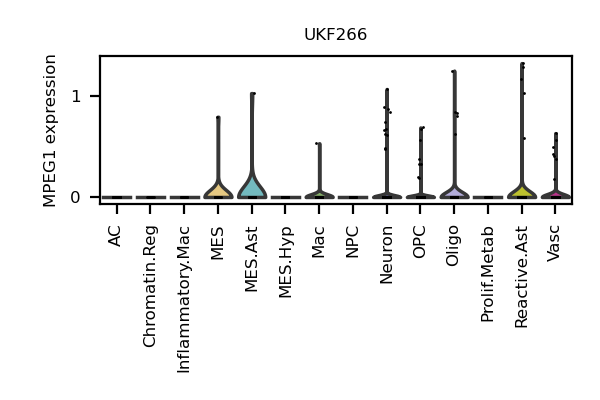 UKF266
MPEG1 expression
1
0
AC
Chromatin.Reg
Inflammatory.Mac
MES
MES.Ast
MES.Hyp
Mac
NPC
Neuron
OPC
Oligo
Prolif.Metab
Reactive.Ast
Vasc